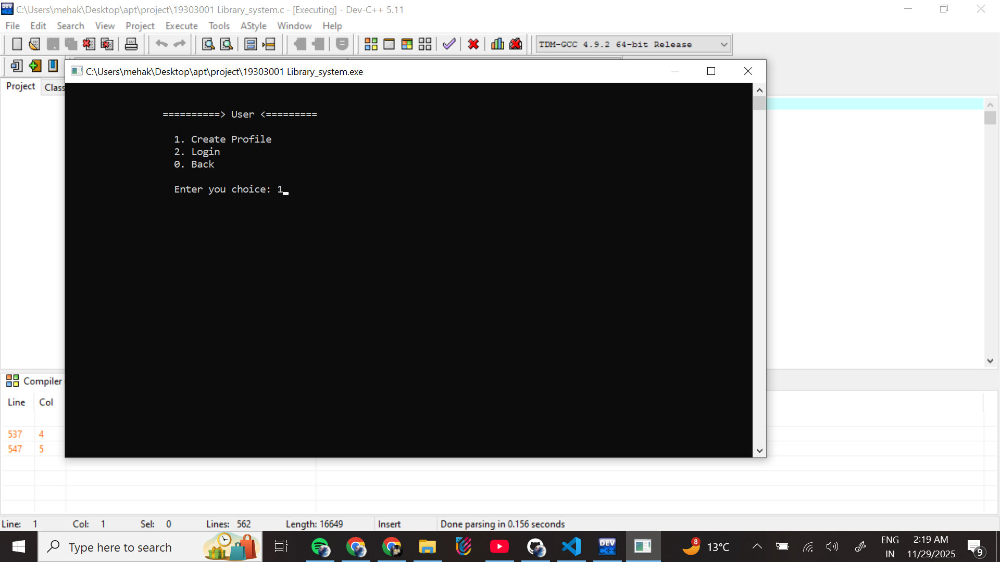 C:\Users\mehak\Desktop\apt\project\19303001 Library_system.c - [Executing] - Dev-C++ 5.11
File Edit Search View Project Execute Tools AStyle Window Help
TDM-GCC 4.9.2 64-bit Release
C:\Users\mehak\Desktop\apt\project\19303001 Library_system.exe
Project Class
==========> User <=========
1. Create Profile
2. Login
0. Back
Enter you choice: 1
Compiler
Line Col
537 4
547 5
Line: 1 Col: 1 Sel: 0 Lines: 562 Length: 16649 Insert Done parsing in 0.156 seconds
Type here to search
DEV C++
8
13°C
ENG
IN
2:19 AM
11/29/2025
9